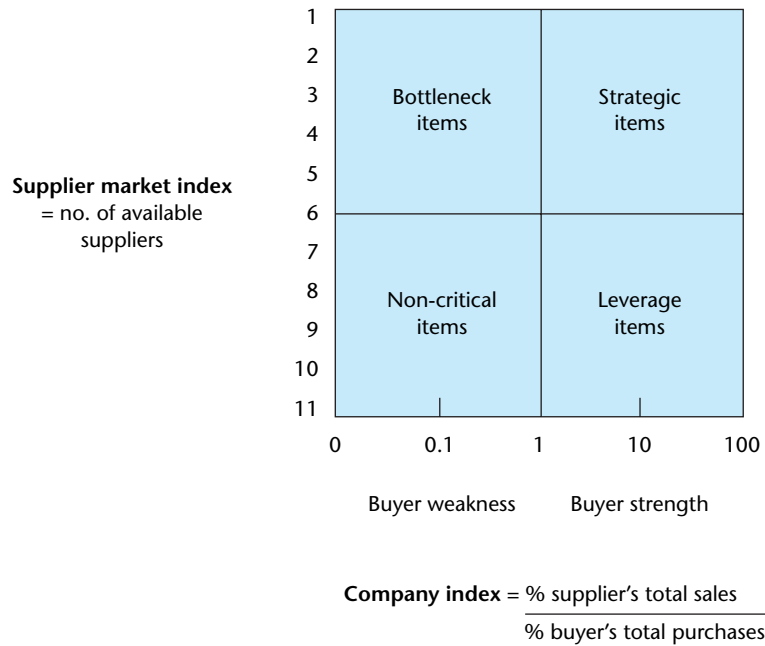 1
2
3
4
5
6
7
8
9
10
11
Bottleneck
items
Strategic
items
Supplier market index
= no. of available
suppliers
Non-critical
items
Leverage
items
0 0.1 1 10 100
Buyer weakness Buyer strength
Company index = % supplier’s total sales
% buyer’s total purchases